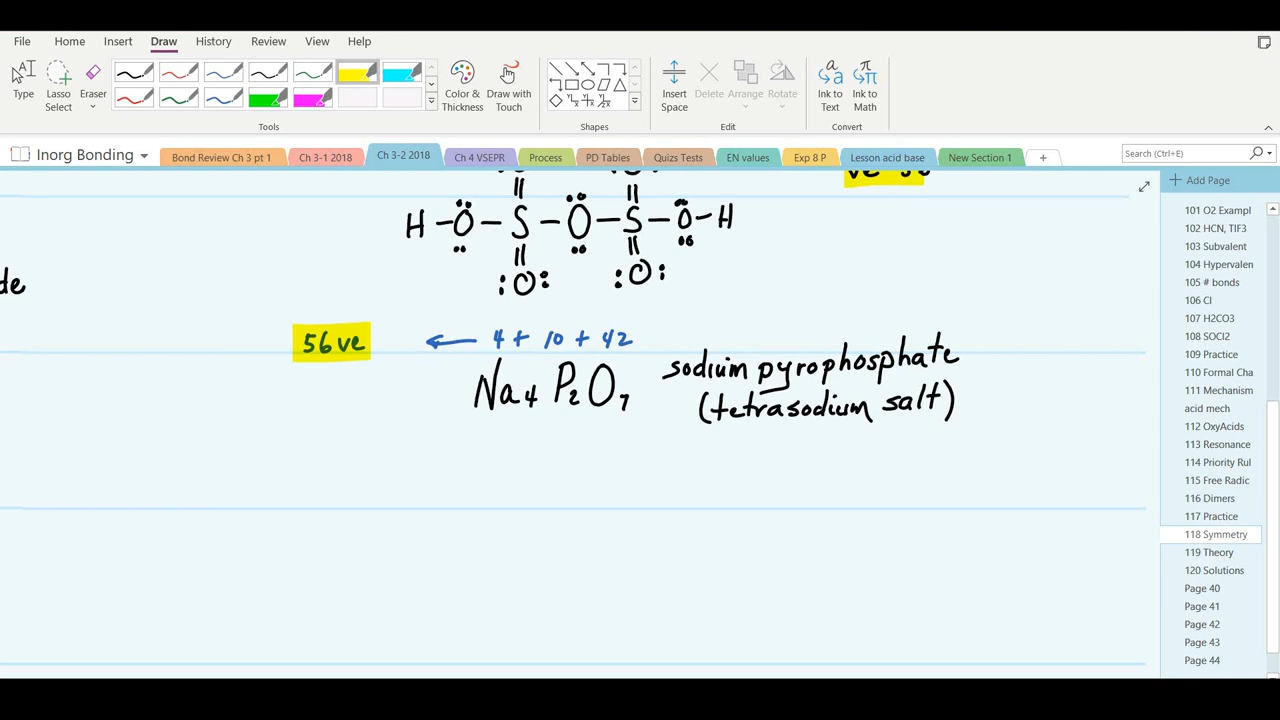 File Home Insert Draw History Review View Help
Type Lasso Select Eraser Color & Thickness Draw with Touch Insert Space Delete Arrange Rotate Ink to Text Ink to Math
Tools Shapes Edit Convert
Inorg Bonding Bond Review Ch 3 pt 1 Ch 3-1 2018 Ch 3-2 2018 Ch 4 VSEPR Process PD Tables Quizs Tests EN values Exp 8 P Lesson acid base New Section 1 + Search (Ctrl+E)
+ Add Page
101 O2 Exampl
102 HCN, TIF3
103 Subvalent
104 Hypervalen
105 # bonds
106 CI
107 H2CO3
108 SOCI2
109 Practice
110 Formal Cha
111 Mechanism
acid mech
112 OxyAcids
113 Resonance
114 Priority Rul
115 Free Radic
116 Dimers
117 Practice
118 Symmetry
119 Theory
120 Solutions
Page 40
Page 41
Page 42
Page 43
Page 44
H - O - S - O - S - O - H
O O
de
56 ve ← 4 + 10 + 42
Na4 P2O7 sodium pyrophosphate
(tetrasodium salt)